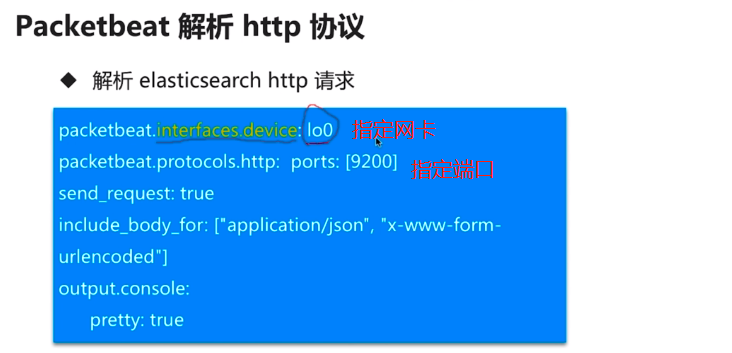 Packetbeat 解析 http 协议
◆ 解析 elasticsearch http 请求
packetbeat.interfaces.device: lo0 指定网卡
packetbeat.protocols.http: ports: [9200] 指定端口
send_request: true
include_body_for: ["application/json", "x-www-form-
urlencoded"]
output.console:
pretty: true